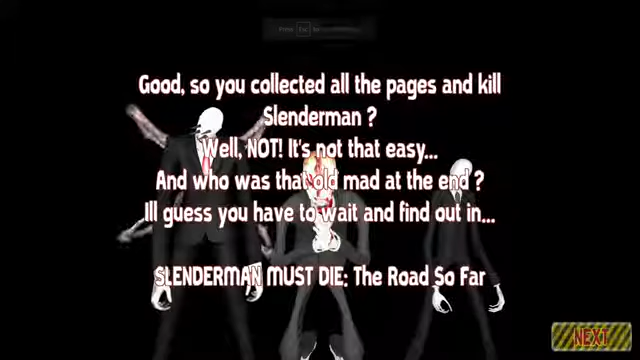 Good, so you collected all the pages and kill
Slenderman ?
Well, NOT! It's not that easy...
And who was that old mad at the end ?
Ill guess you have to wait and find out in...
SLENDERMAN MUST DIE: The Road So Far
NEXT